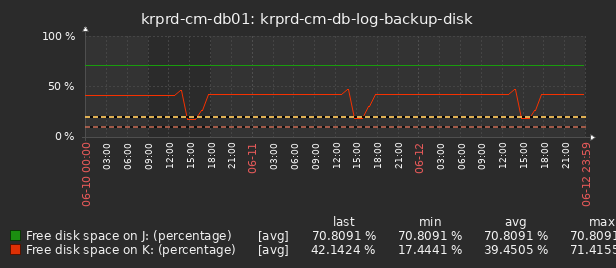 krprd-cm-db01: krprd-cm-db-log-backup-disk
100 %
50 %
0 %
06-10 00:00 03:00 06:00 09:00 12:00 15:00 18:00 21:00 06-11 03:00 06:00 09:00 12:00 15:00 18:00 21:00 06-12 03:00 06:00 09:00 12:00 15:00 18:00 21:00 06-12 23:59
last min avg max
Free disk space on J: (percentage) [avg] 70.8091 % 70.8091 % 70.8091 % 70.8091
Free disk space on K: (percentage) [avg] 42.1424 % 17.4441 % 39.4505 % 71.4155